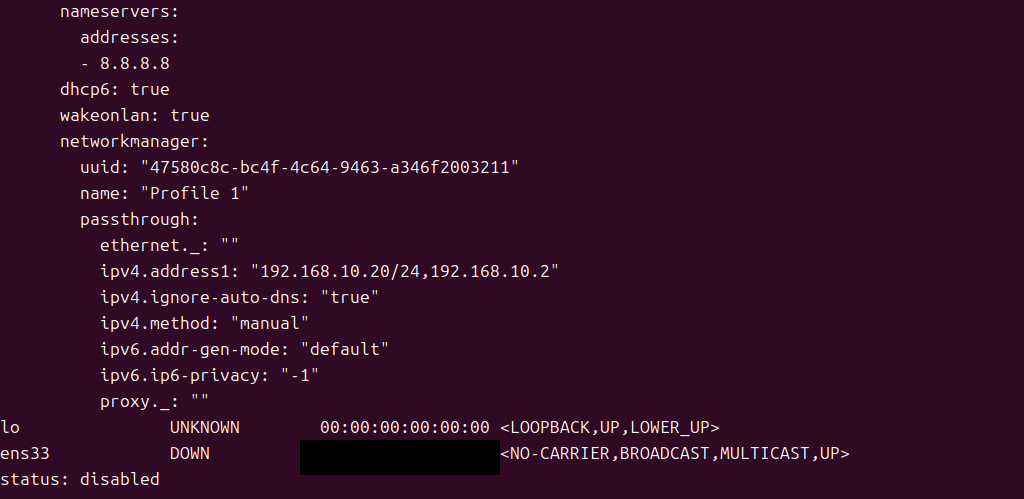 nameservers:
addresses:
- 8.8.8.8
dhcp6: true
wakeonlan: true
networkmanager:
uuid: "47580c8c-bc4f-4c64-9463-a346f2003211"
name: "Profile 1"
passthrough:
ethernet._: ""
ipv4.address1: "192.168.10.20/24,192.168.10.2"
ipv4.ignore-auto-dns: "true"
ipv4.method: "manual"
ipv6.addr-gen-mode: "default"
ipv6.ip6-privacy: "-1"
proxy._: ""
lo UNKNOWN 00:00:00:00:00:00 <LOOPBACK,UP,LOWER_UP>
ens33 DOWN <NO-CARRIER,BROADCAST,MULTICAST,UP>
status: disabled